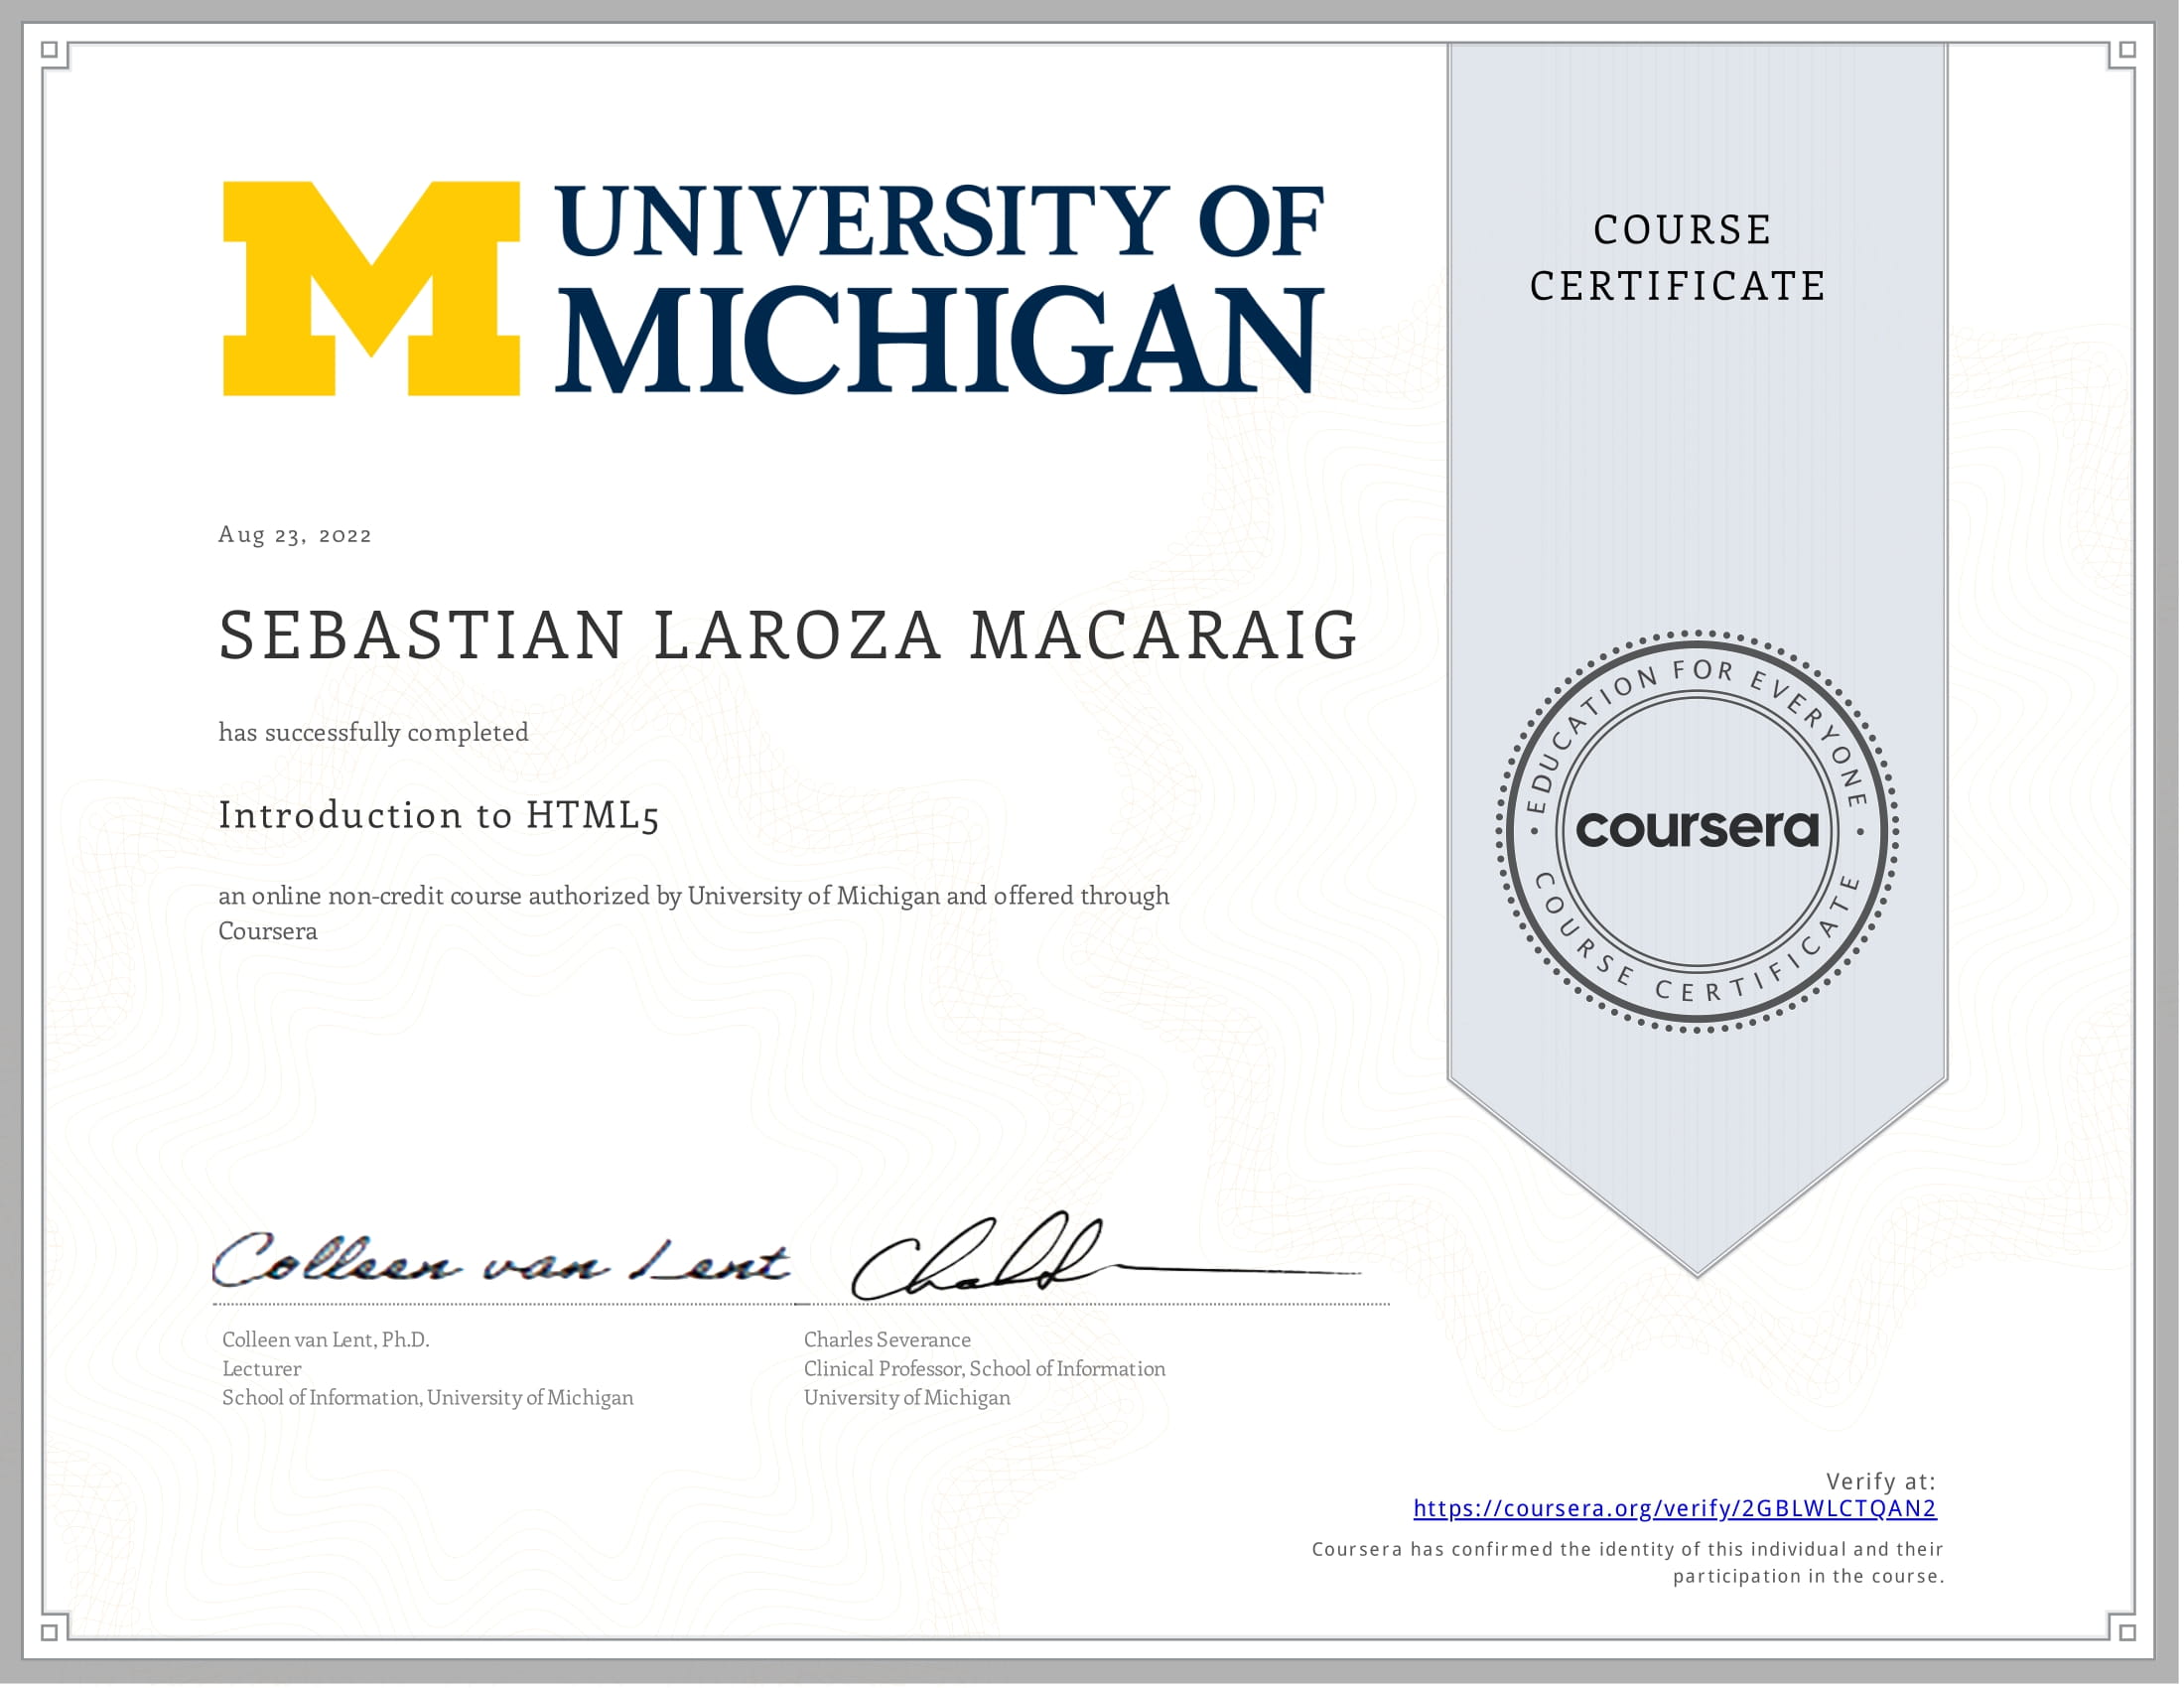 M UNIVERSITY OF
MICHIGAN
COURSE
CERTIFICATE
Aug 23, 2022
SEBASTIAN LAROZA MACARAIG
has successfully completed
Introduction to HTML5
an online non-credit course authorized by University of Michigan and offered through
Coursera
EDUCATION FOR EVERYONE
coursera
COURSE CERTIFICATE
Colleen van Lent
Colleen van Lent, Ph.D.
Lecturer
School of Information, University of Michigan
Charles Severance
Clinical Professor, School of Information
University of Michigan
Verify at:
https://coursera.org/verify/2GBLWLCTQAN2
Coursera has confirmed the identity of this individual and their
participation in the course.